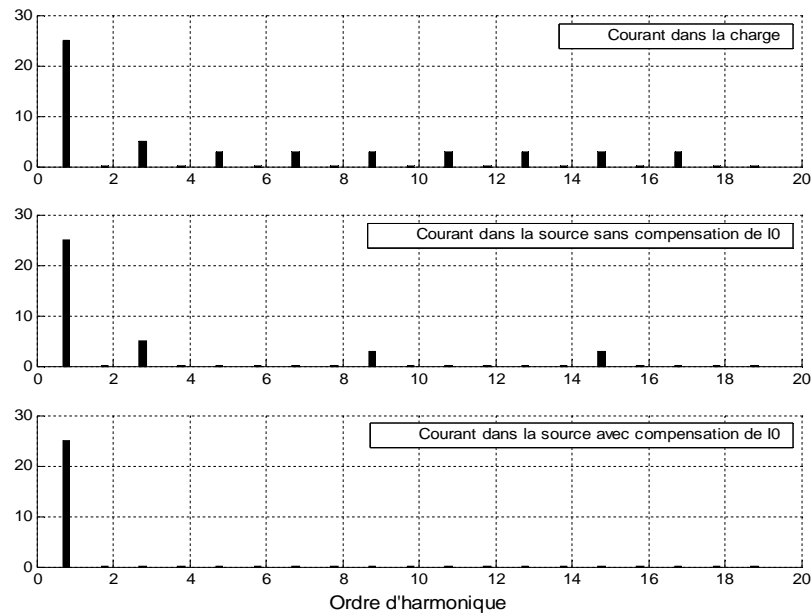 30
Courant dans la charge
20
10
0
0 2 4 6 8 10 12 14 16 18 20
30
Courant dans la source sans compensation de I0
20
10
0
0 2 4 6 8 10 12 14 16 18 20
30
Courant dans la source avec compensation de I0
20
10
0
0 2 4 6 8 10 12 14 16 18 20
Ordre d'harmonique